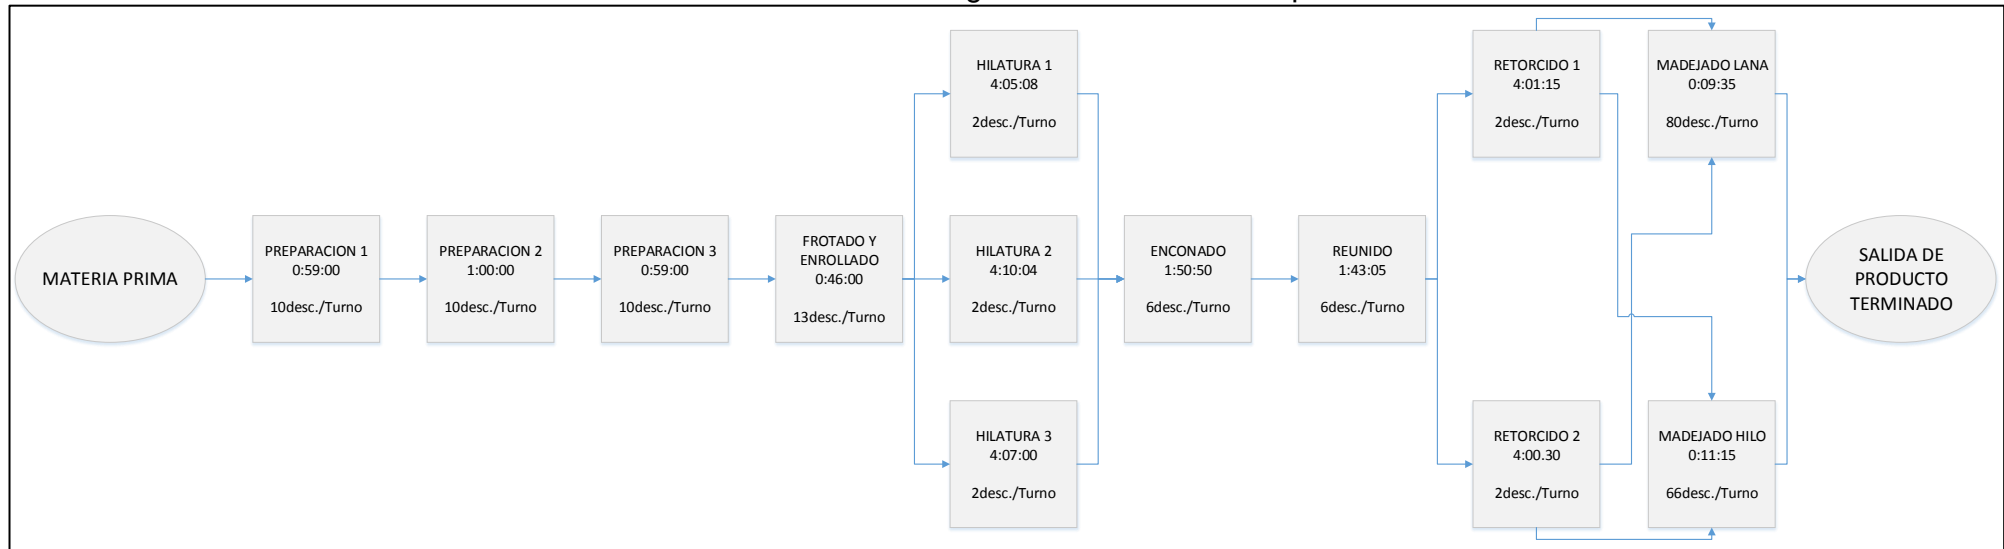 MATERIA PRIMA
PREPARACION 1
0:59:00
10desc./Turno
PREPARACION 2
1:00:00
10desc./Turno
PREPARACION 3
0:59:00
10desc./Turno
FROTADO Y
ENROLLADO
0:46:00
13desc./Turno
HILATURA 1
4:05:08
2desc./Turno
HILATURA 2
4:10:04
2desc./Turno
HILATURA 3
4:07:00
2desc./Turno
ENCONADO
1:50:50
6desc./Turno
REUNIDO
1:43:05
6desc./Turno
RETORCIDO 1
4:01:15
2desc./Turno
RETORCIDO 2
4:00.30
2desc./Turno
MADEJADO LANA
0:09:35
80desc./Turno
MADEJADO HILO
0:11:15
66desc./Turno
SALIDA DE
PRODUCTO
TERMINADO